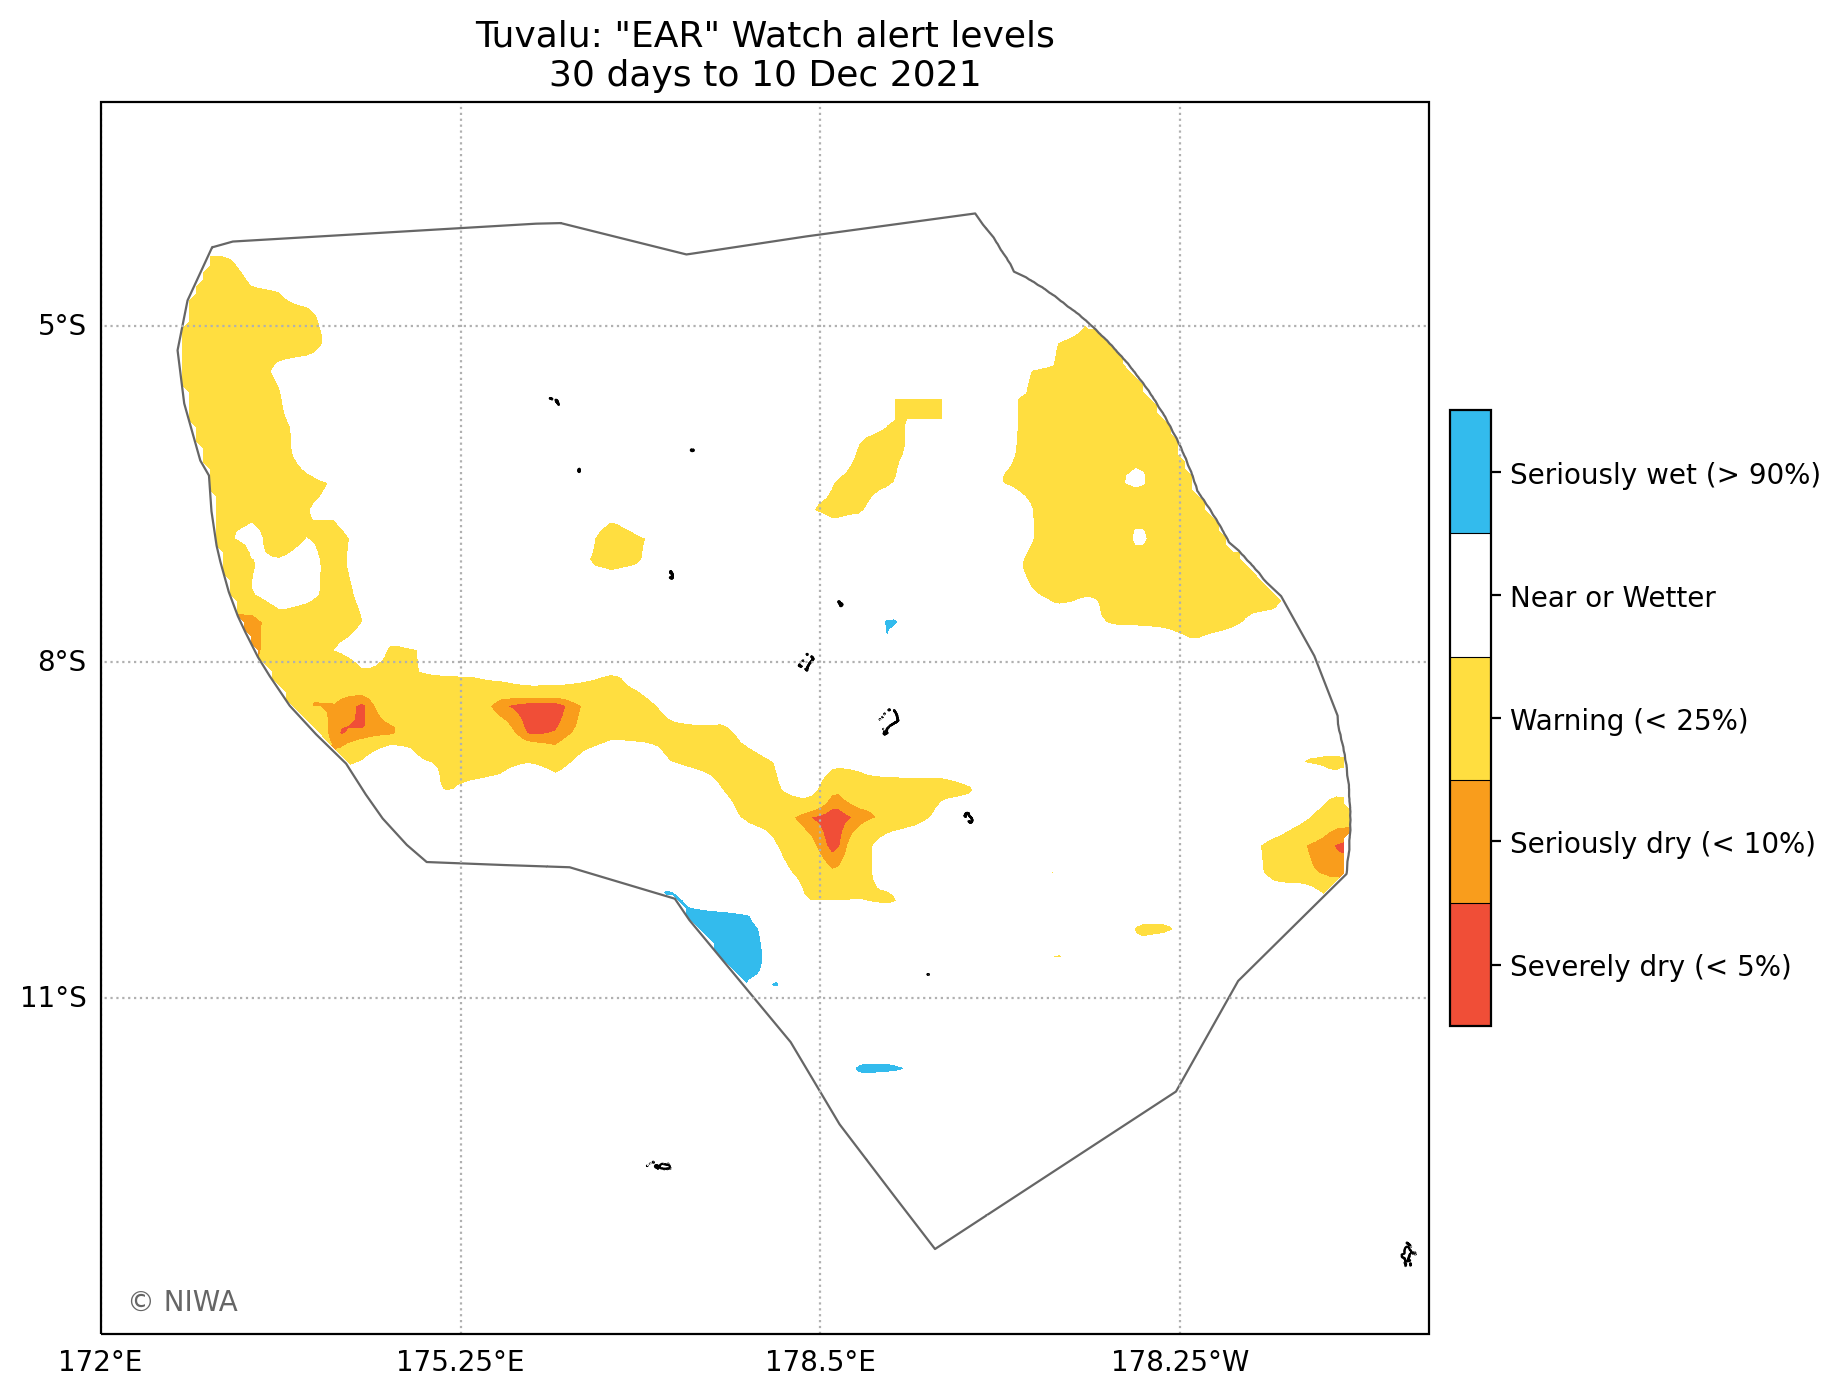 Tuvalu: "EAR" Watch alert levels
30 days to 10 Dec 2021
5°S
8°S
11°S
172°E
175.25°E
178.5°E
178.25°W
Seriously wet (> 90%)
Near or Wetter
Warning (< 25%)
Seriously dry (< 10%)
Severely dry (< 5%)
© NIWA